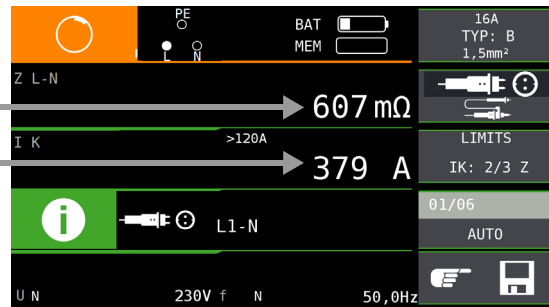 PE
L N
BAT
MEM
16A
TYP: B
1,5mm²
Z L-N
607 mΩ
I K
>120A
379 A
LIMITS
IK: 2/3 Z
i
L1-N
01/06
AUTO
U N 230V f N 50,0Hz